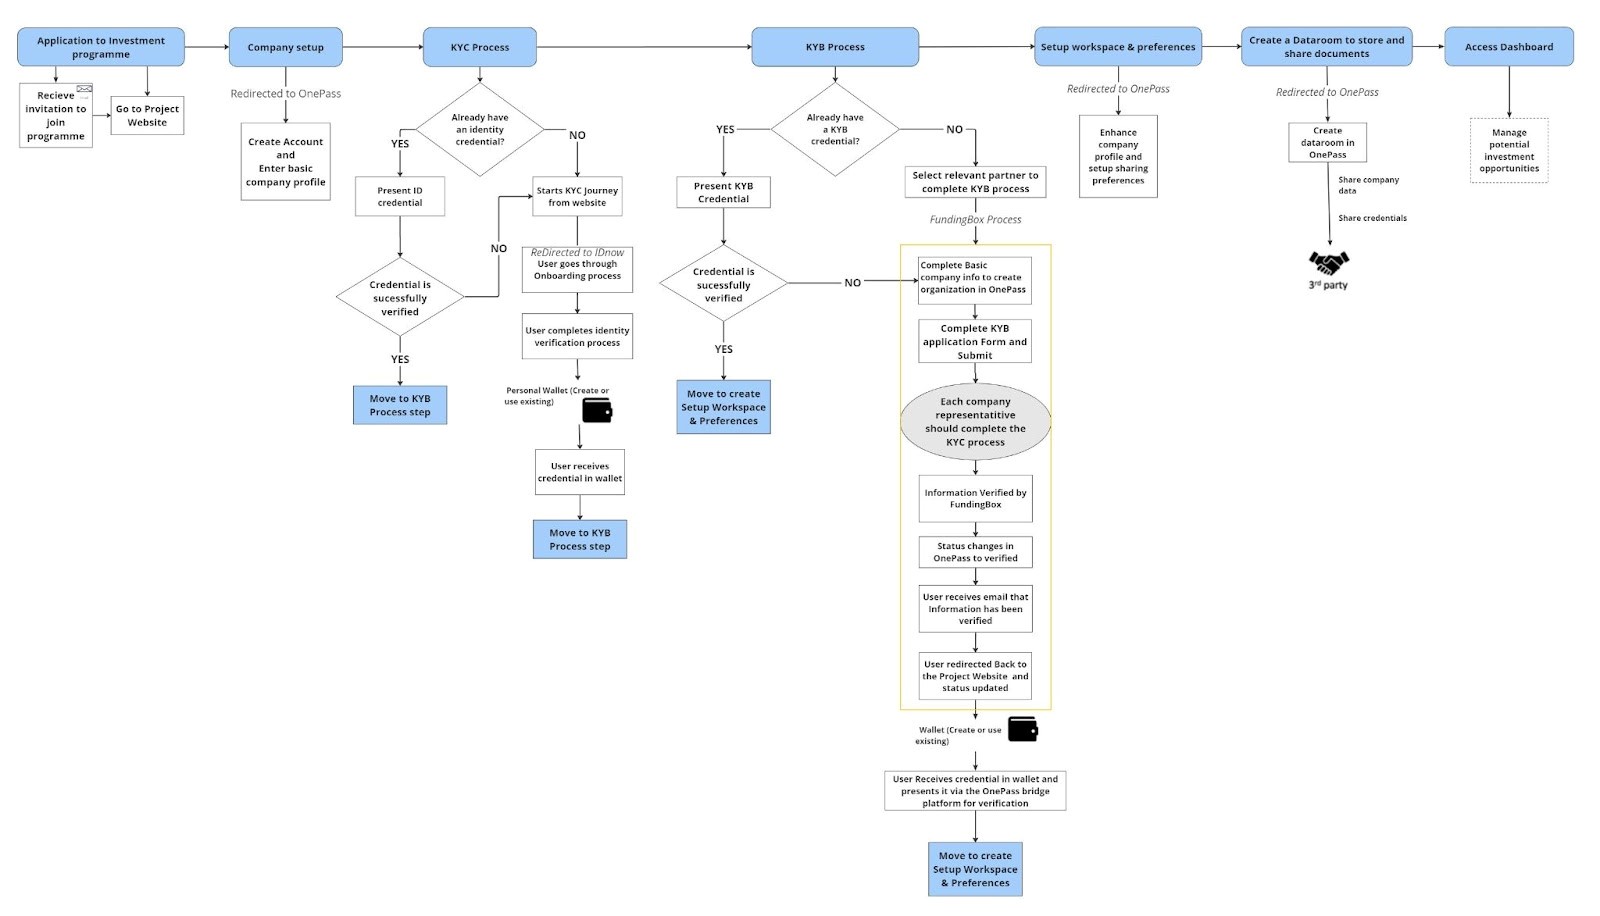 Application to Investment
programme
Company setup
KYC Process
KYB Process
Setup workspace & preferences
Create a Dataroom to store and
share documents
Access Dashboard
Recieve
invitation to
join
programme
Go to Project
Website
Redirected to OnePass
Create Account
and
Enter basic
company profile
Already have
an identity
credential?
YES
NO
Present ID
credential
Credential is
sucessfully
verified
NO
YES
Move to KYB
Process step
Starts KYC Journey
from website
ReDirected to IDnow
User goes through
Onboarding process
User completes identity
verification process
Personal Wallet (Create or
use existing)
User receives
credential in wallet
Move to KYB
Process step
Already have
a KYB
credential?
YES
NO
Present KYB
Credential
Credential is
sucessfully
verified
NO
YES
Move to create
Setup Workspace
& Preferences
Select relevant partner to
complete KYB process
FundingBox Process
Complete Basic
company info to create
organization in OnePass
Complete KYB
application Form and
Submit
Each company
representatitive
should complete the
KYC process
Information Verified by
FundingBox
Status changes in
OnePass to verified
User receives email that
Information has been
verified
User redirected Back to
the Project Website and
status updated
Wallet (Create or use
existing)
User Receives credential in wallet and
presents it via the OnePass bridge
platform for verification
Move to create
Setup Workspace
& Preferences
Redirected to OnePass
Enhance
company
profile and
setup sharing
preferences
Redirected to OnePass
Create
dataroom in
OnePass
Share company
data
Share credentials
3rd party
Manage
potential
investment
opportunities